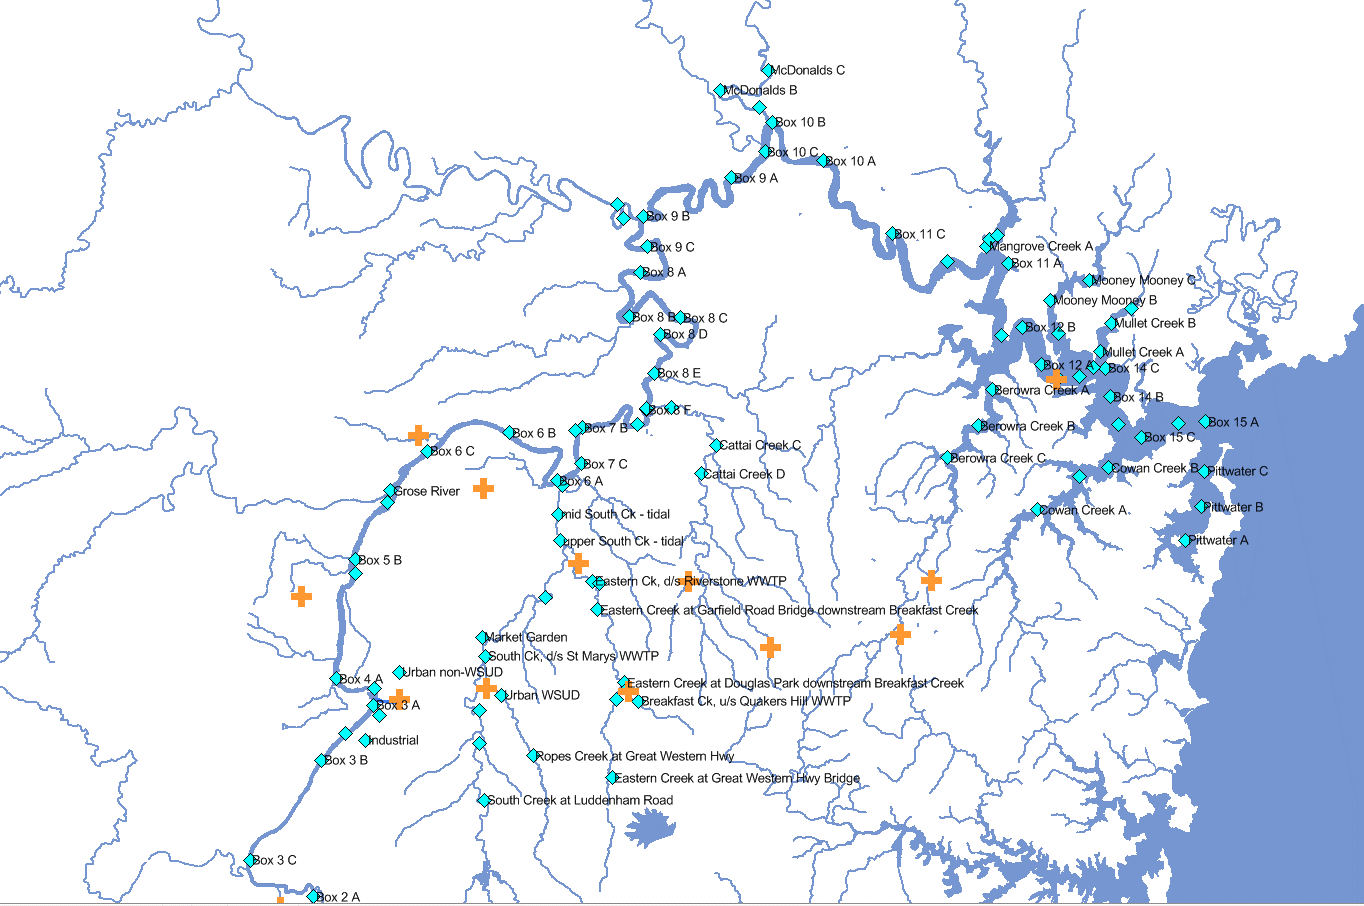 McDonalds C
McDonalds B
Box 10 B
Box 10 C
Box 10 A
Box 9 A
Box 9 B
Box 11 C
Box 9 C
Mangrove Creek A
Box 11 A
Box 8 A
Mooney Mooney C
Mooney Mooney B
Box 8 B
Box 8 C
Mullet Creek B
Box 12 B
Box 8 D
Mullet Creek A
Box 12 A
Box 14 C
Box 8 E
Berowra Creek A
Box 14 B
Box 8 F
Box 15 A
Berowra Creek B
Box 7 B
Box 6 B
Box 15 C
Cattai Creek C
Box 6 C
Berowra Creek C
Box 7 C
Cowan Creek B
Pittwater C
Cattai Creek D
Box 6 A
Grose River
Pittwater B
Cowan Creek A
mid South Ck - tidal
Pittwater A
upper South Ck - tidal
Box 5 B
Eastern Ck, d/s Riverstone WWTP
Eastern Creek at Garfield Road Bridge downstream Breakfast Creek
Market Garden
South Ck, d/s St Marys WWTP
Urban non-WSUD
Box 4 A
Eastern Creek at Douglas Park downstream Breakfast Creek
Urban WSUD
Breakfast Ck, u/s Quakers Hill WWTP
Box 3 A
Industrial
Ropes Creek at Great Western Hwy
Box 3 B
Eastern Creek at Great Western Hwy Bridge
South Creek at Luddenham Road
Box 3 C
Box 2 A